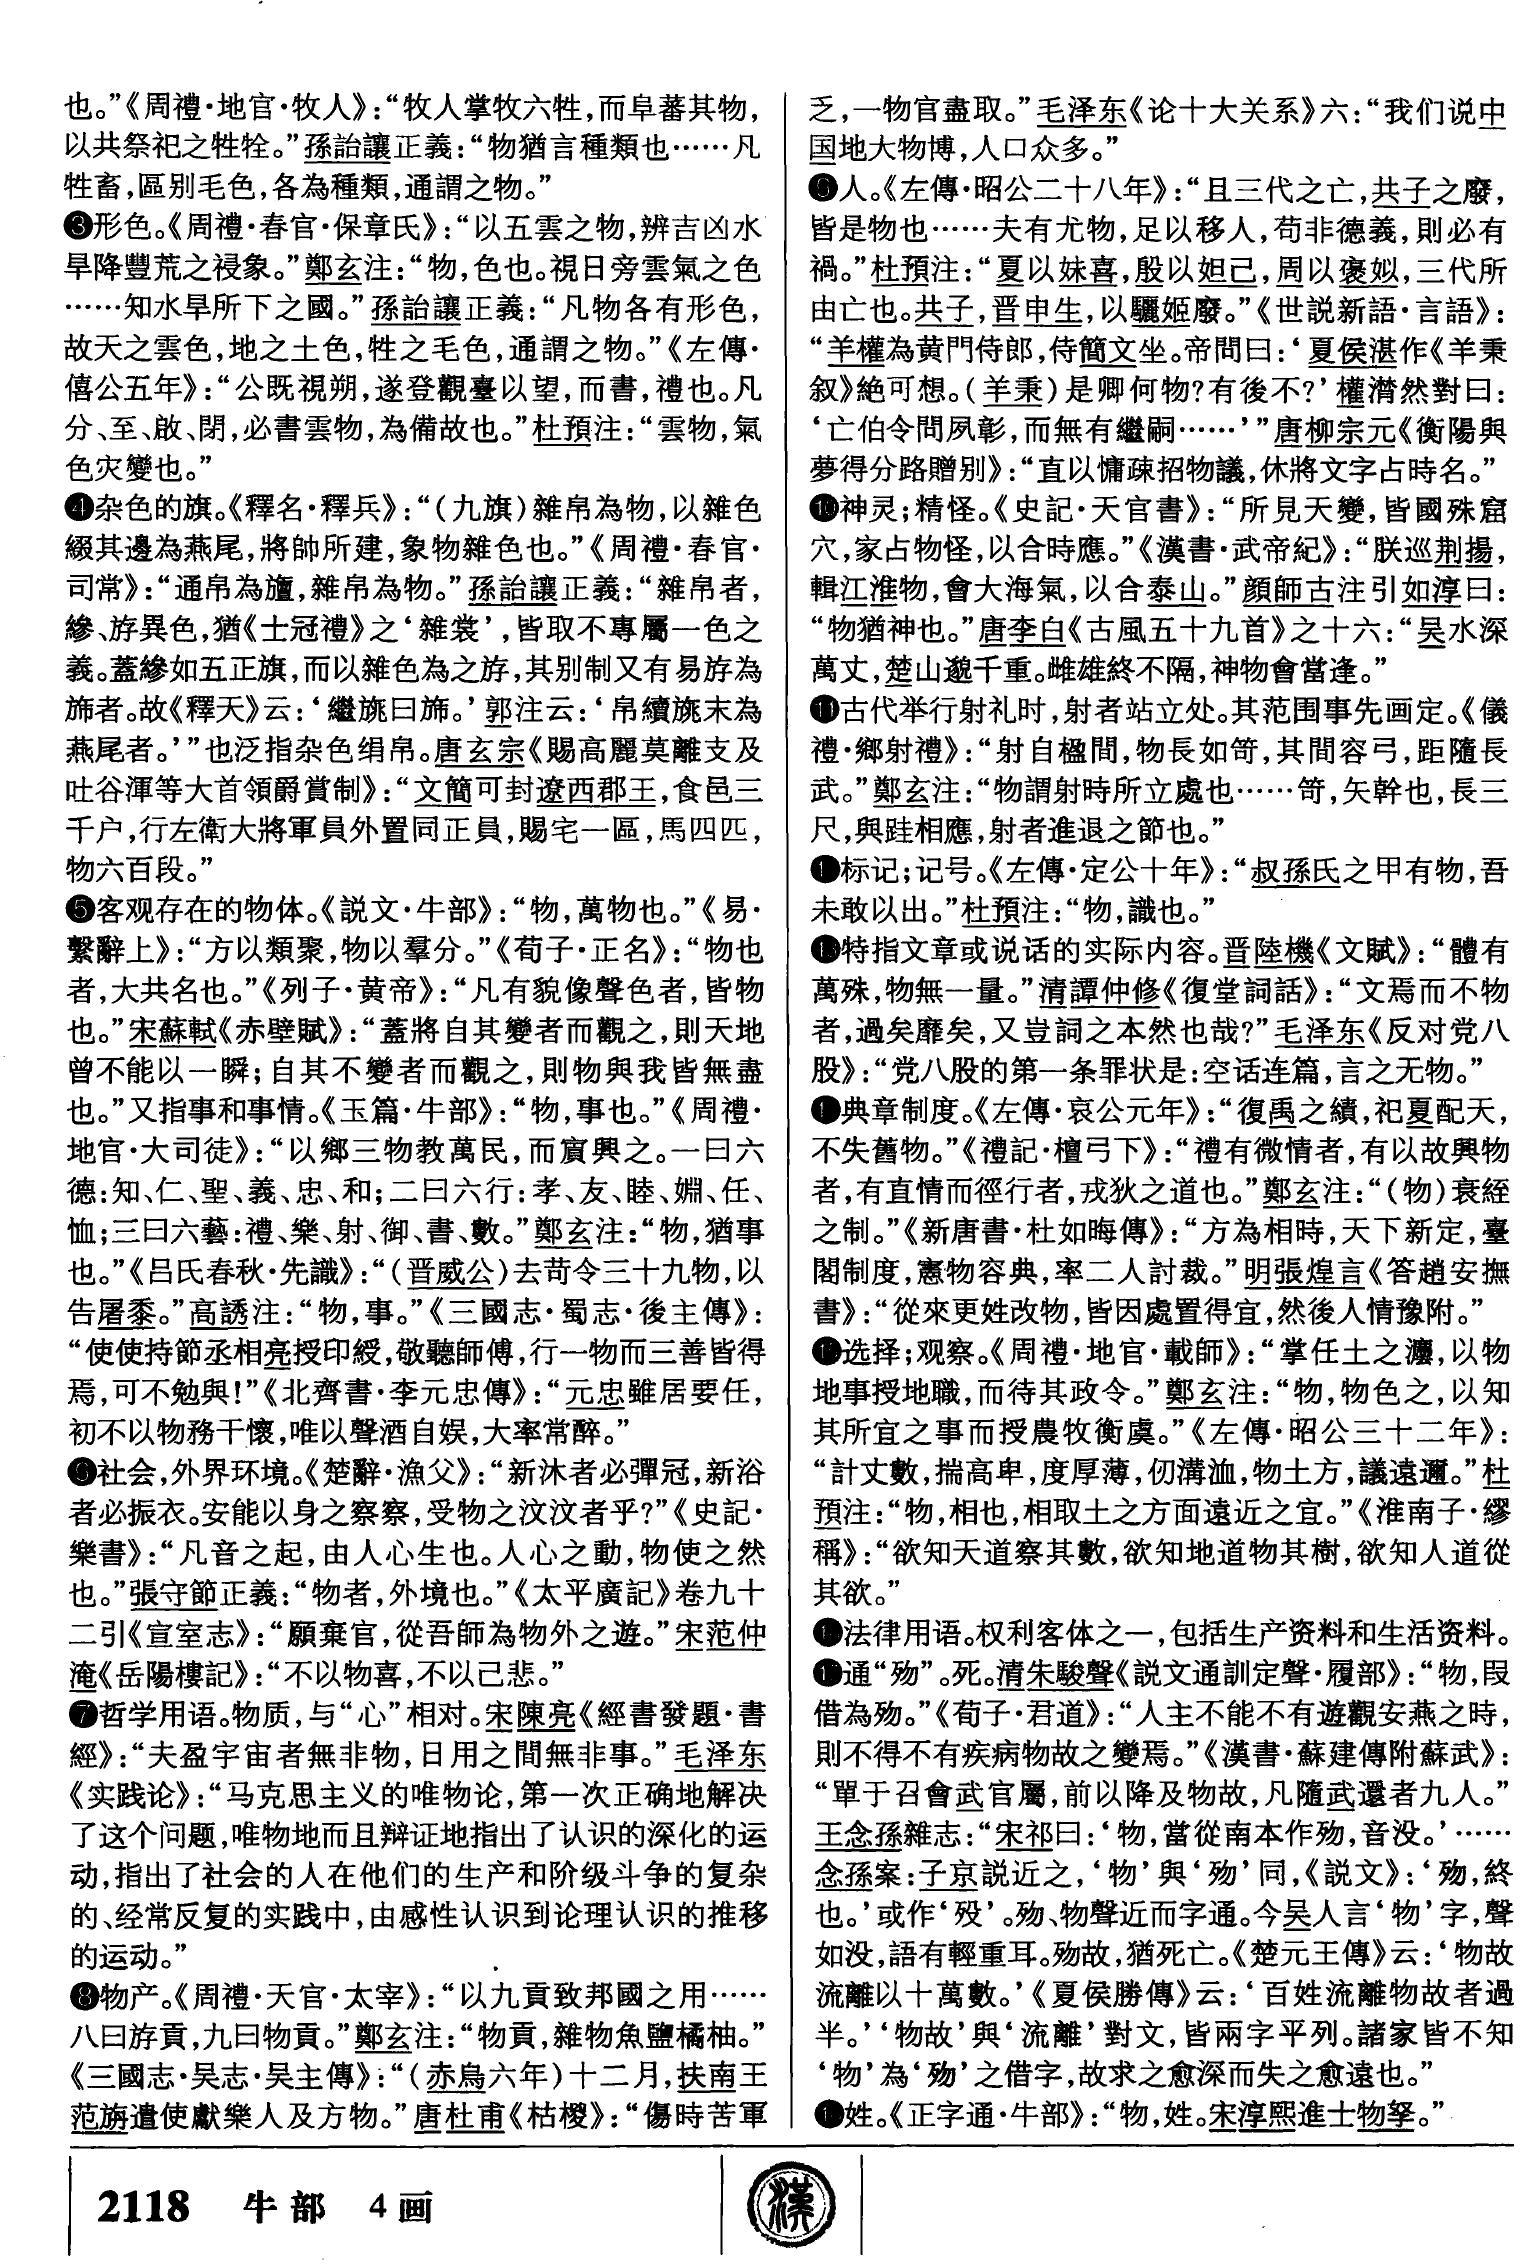 也。”《周禮·地官·牧人》:“牧人掌牧六牲,而阜蕃其物,
以共祭祀之牲牷。”孫詒讓正義:“物猶言種類也……凡
牲畜,區别毛色,各為種類,通謂之物。”
❸形色。《周禮·春官·保章氏》:“以五雲之物,辨吉凶水
旱降豐荒之祲象。”鄭玄注:“物,色也。視日旁雲氣之色
……知水旱所下之國。”孫詒讓正義:“凡物各有形色,
故天之雲色,地之土色,牲之毛色,通謂之物。”《左傳·
僖公五年》:“公既視朔,遂登觀臺以望,而書,禮也。凡
分、至、啟、閉,必書雲物,為備故也。”杜預注:“雲物,氣
色灾變也。”
❹杂色的旗。《釋名·釋兵》:“(九旗)雜帛為物,以雜色
綴其邊為燕尾,將帥所建,象物雜色也。”《周禮·春官·
司常》:“通帛為旜,雜帛為物。”孫詒讓正義:“雜帛者,
縿、斿異色,猶《士冠禮》之‘雜裳’,皆取不專屬一色之
義。蓋縿如五正旗,而以雜色為之斿,其别制又有易斿為
旆者。故《釋天》云:‘繼旐曰旆。’郭注云:‘帛續旐末為
燕尾者。’”也泛指杂色绢帛。唐玄宗《賜高麗莫離支及
吐谷渾等大首領爵賞制》:“文簡可封遼西郡王,食邑三
千户,行左衛大將軍員外置同正員,賜宅一區,馬四匹,
物六百段。”
❺客观存在的物体。《説文·牛部》:“物,萬物也。”《易·
繫辭上》:“方以類聚,物以羣分。”《荀子·正名》:“物也
者,大共名也。”《列子·黄帝》:“凡有貌像聲色者,皆物
也。”宋蘇軾《赤壁賦》:“蓋將自其變者而觀之,則天地
曾不能以一瞬;自其不變者而觀之,則物與我皆無盡
也。”又指事和事情。《玉篇·牛部》:“物,事也。”《周禮·
地官·大司徒》:“以鄉三物教萬民,而賓興之。一曰六
德:知、仁、聖、義、忠、和;二曰六行:孝、友、睦、婣、任、
恤;三曰六藝:禮、樂、射、御、書、數。”鄭玄注:“物,猶事
也。”《吕氏春秋·先識》:“(晋威公)去苛令三十九物,以
告屠黍。”高誘注:“物,事。”《三國志·蜀志·後主傳》:
“使使持節丞相亮授印綬,敬聽師傅,行一物而三善皆得
焉,可不勉與!”《北齊書·李元忠傳》:“元忠雖居要任,
初不以物務干懷,唯以聲酒自娱,大率常醉。”
❻社会,外界环境。《楚辭·漁父》:“新沐者必彈冠,新浴
者必振衣。安能以身之察察,受物之汶汶者乎?”《史記·
樂書》:“凡音之起,由人心生也。人心之動,物使之然
也。”張守節正義:“物者,外境也。”《太平廣記》卷九十
二引《宣室志》:“願棄官,從吾師為物外之遊。”宋范仲
淹《岳陽樓記》:“不以物喜,不以己悲。”
❼哲学用语。物质,与“心”相对。宋陳亮《經書發題·書
經》:“夫盈宇宙者無非物,日用之間無非事。”毛泽东
《实践论》:“马克思主义的唯物论,第一次正确地解决
了这个问题,唯物地而且辩证地指出了认识的深化的运
动,指出了社会的人在他们的生产和阶级斗争的复杂
的、经常反复的实践中,由感性认识到论理认识的推移
的运动。”
❽物产。《周禮·天官·太宰》:“以九貢致邦國之用……
八曰斿貢,九曰物貢。”鄭玄注:“物貢,雜物魚鹽橘柚。”
《三國志·吴志·吴主傳》:“(赤烏六年)十二月,扶南王
范旃遣使獻樂人及方物。”唐杜甫《枯椶》:“傷時苦軍
乏,一物官盡取。”毛泽东《论十大关系》六:“我们说中
国地大物博,人口众多。”
❾人。《左傳·昭公二十八年》:“且三代之亡,共子之廢,
皆是物也……夫有尤物,足以移人,苟非德義,則必有
禍。”杜預注:“夏以妹喜,殷以妲己,周以褒姒,三代所
由亡也。共子,晋申生,以驪姬廢。”《世説新語·言語》:
“羊權為黄門侍郎,侍簡文坐。帝問曰:‘夏侯湛作《羊秉
叙》絶可想。(羊秉)是卿何物?有後不?’權潸然對曰:
‘亡伯令問夙彰,而無有繼嗣……’”唐柳宗元《衡陽與
夢得分路贈别》:“直以慵疎招物議,休將文字占時名。”
❿神灵;精怪。《史記·天官書》:“所見天變,皆國殊窟
穴,家占物怪,以合時應。”《漢書·武帝紀》:“朕巡荆揚,
輯江淮物,會大海氣,以合泰山。”顔師古注引如淳曰:
“物猶神也。”唐李白《古風五十九首》之十六:“吴水深
萬丈,楚山邈千重。雌雄終不隔,神物會當逢。”
⓫古代举行射礼时,射者站立处。其范围事先画定。《儀
禮·鄉射禮》:“射自楹間,物長如笴,其間容弓,距隨長
武。”鄭玄注:“物謂射時所立處也……笴,矢幹也,長三
尺,與跬相應,射者進退之節也。”
⓬标记;记号。《左傳·定公十年》:“叔孫氏之甲有物,吾
未敢以出。”杜預注:“物,識也。”
⓭特指文章或说话的实际内容。晋陸機《文賦》:“體有
萬殊,物無一量。”清譚仲修《復堂詞話》:“文焉而不物
者,過矣靡矣,又豈詞之本然也哉?”毛泽东《反对党八
股》:“党八股的第一条罪状是:空话连篇,言之无物。”
⓮典章制度。《左傳·哀公元年》:“復禹之績,祀夏配天,
不失舊物。”《禮記·檀弓下》:“禮有微情者,有以故興物
者,有直情而徑行者,戎狄之道也。”鄭玄注:“(物)衰絰
之制。”《新唐書·杜如晦傳》:“方為相時,天下新定,臺
閣制度,憲物容典,率二人討裁。”明張煌言《答趙安撫
書》:“從來更姓改物,皆因處置得宜,然後人情豫附。”
⓯选择;观察。《周禮·地官·載師》:“掌任土之灋,以物
地事授地職,而待其政令。”鄭玄注:“物,物色之,以知
其所宜之事而授農牧衡虞。”《左傳·昭公三十二年》:
“計丈數,揣高卑,度厚薄,仞溝洫,物土方,議遠邇。”杜
預注:“物,相也,相取土之方面遠近之宜。”《淮南子·繆
稱》:“欲知天道察其數,欲知地道物其樹,欲知人道從
其欲。”
⓰法律用语。权利客体之一,包括生产资料和生活资料。
⓱通“歾”。死。清朱駿聲《説文通訓定聲·履部》:“物,叚
借為歾。”《荀子·君道》:“人主不能不有遊觀安燕之時,
則不得不有疾病物故之變焉。”《漢書·蘇建傳附蘇武》:
“單于召會武官屬,前以降及物故,凡隨武還者九人。”
王念孫雜志:“宋祁曰:‘物,當從南本作歾,音没。’……
念孫案:子京説近之,‘物’與‘歾’同,《説文》:‘歾,終
也。’或作‘歿’。歾、物聲近而字通。今吴人言‘物’字,聲
如没,語有輕重耳。歾故,猶死亡。《楚元王傳》云:‘物故
流離以十萬數。’《夏侯勝傳》云:‘百姓流離物故者過
半。’‘物故’與‘流離’對文,皆兩字平列。諸家皆不知
‘物’為‘歾’之借字,故求之愈深而失之愈遠也。”
⓲姓。《正字通·牛部》:“物,姓。宋淳熙進士物孥。”
2118 牛部 4画
漢